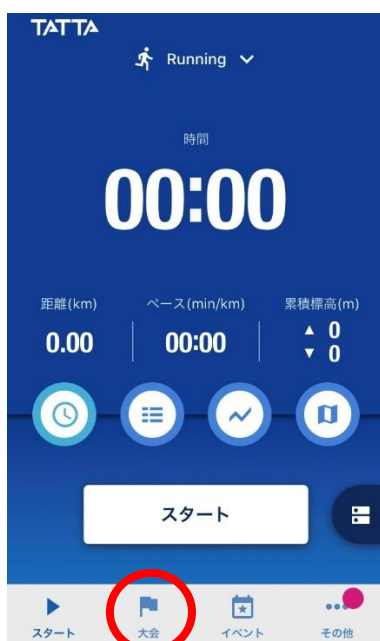 TATTA
Running
時間
00:00
距離(km) ペース(min/km) 累積標高(m)
0.00 00:00 ▲ 0
▼ 0
スタート
スタート 大会 イベント その他